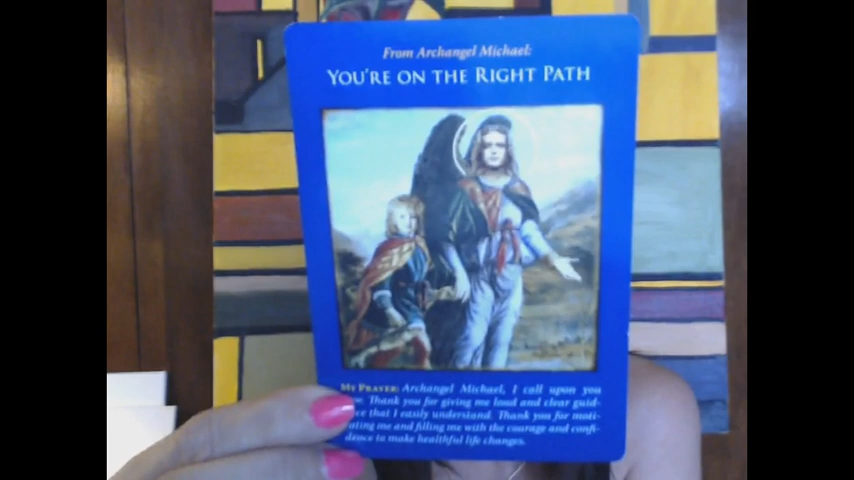 From Archangel Michael:
YOU'RE ON THE RIGHT PATH
MY PRAYER: Archangel Michael, I call upon you
Thank you for giving me loud and clear guid-
that I easily understand. Thank you for moti-
ating me and filling me with the courage and confi-
dence to make healthful life changes.